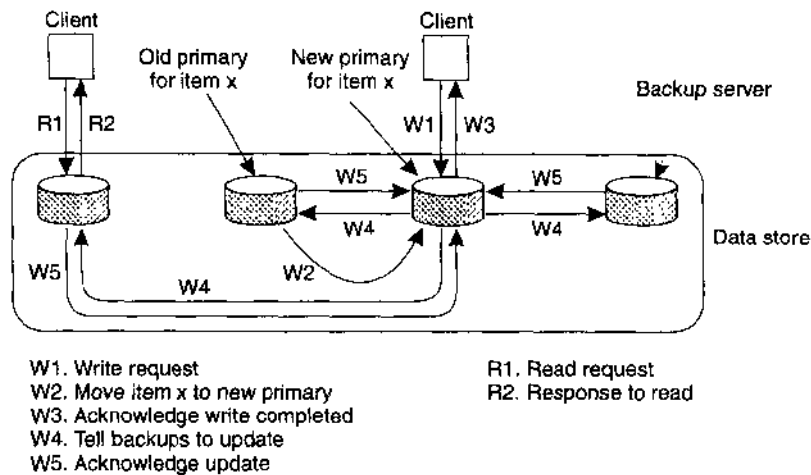 Client
Client
Old primary
for item x
New primary
for item x
Backup server
R1
R2
W1
W3
W5
W5
W4
W4
W2
W5
W4
Data store
W1. Write request
W2. Move item x to new primary
W3. Acknowledge write completed
W4. Tell backups to update
W5. Acknowledge update
R1. Read request
R2. Response to read